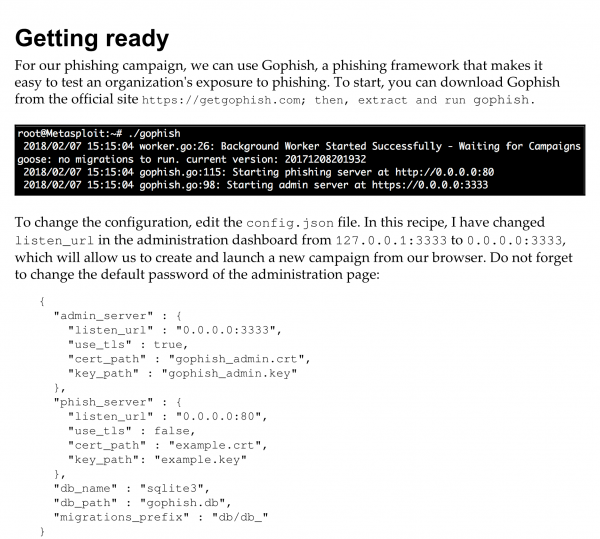 Getting ready
For our phishing campaign, we can use Gophish, a phishing framework that makes it
easy to test an organization's exposure to phishing. To start, you can download Gophish
from the official site https://getgophish.com; then, extract and run gophish.
root@Metasploit:~# ./gophish
2018/02/07 15:15:04 worker.go:26: Background Worker Started Successfully - Waiting for Campaigns
goose: no migrations to run. current version: 20171208201932
2018/02/07 15:15:04 gophish.go:115: Starting phishing server at http://0.0.0.0:80
2018/02/07 15:15:04 gophish.go:98: Starting admin server at https://0.0.0.0:3333
To change the configuration, edit the config.json file. In this recipe, I have changed
listen_url in the administration dashboard from 127.0.0.1:3333 to 0.0.0.0:3333,
which will allow us to create and launch a new campaign from our browser. Do not forget
to change the default password of the administration page:
{
"admin_server" : {
"listen_url" : "0.0.0.0:3333",
"use_tls" : true,
"cert_path" : "gophish_admin.crt",
"key_path" : "gophish_admin.key"
},
"phish_server" : {
"listen_url" : "0.0.0.0:80",
"use_tls" : false,
"cert_path" : "example.crt",
"key_path": "example.key"
},
"db_name" : "sqlite3",
"db_path" : "gophish.db",
"migrations_prefix" : "db/db_"
}